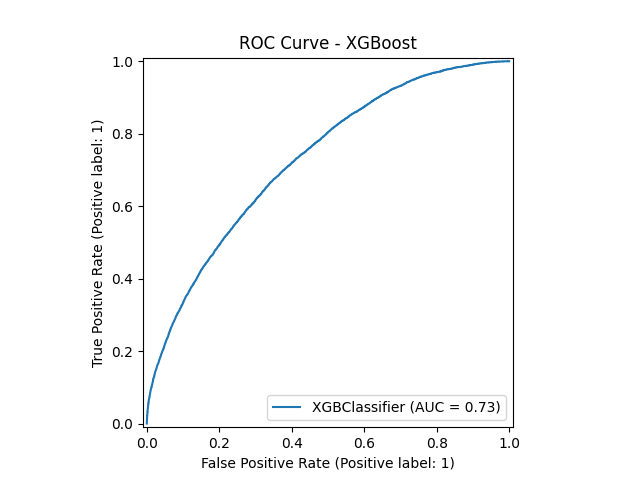 ROC Curve - XGBoost
True Positive Rate (Positive label: 1)
1.0
0.8
0.6
0.4
0.2
0.0
XGBClassifier (AUC = 0.73)
0.0 0.2 0.4 0.6 0.8 1.0
False Positive Rate (Positive label: 1)